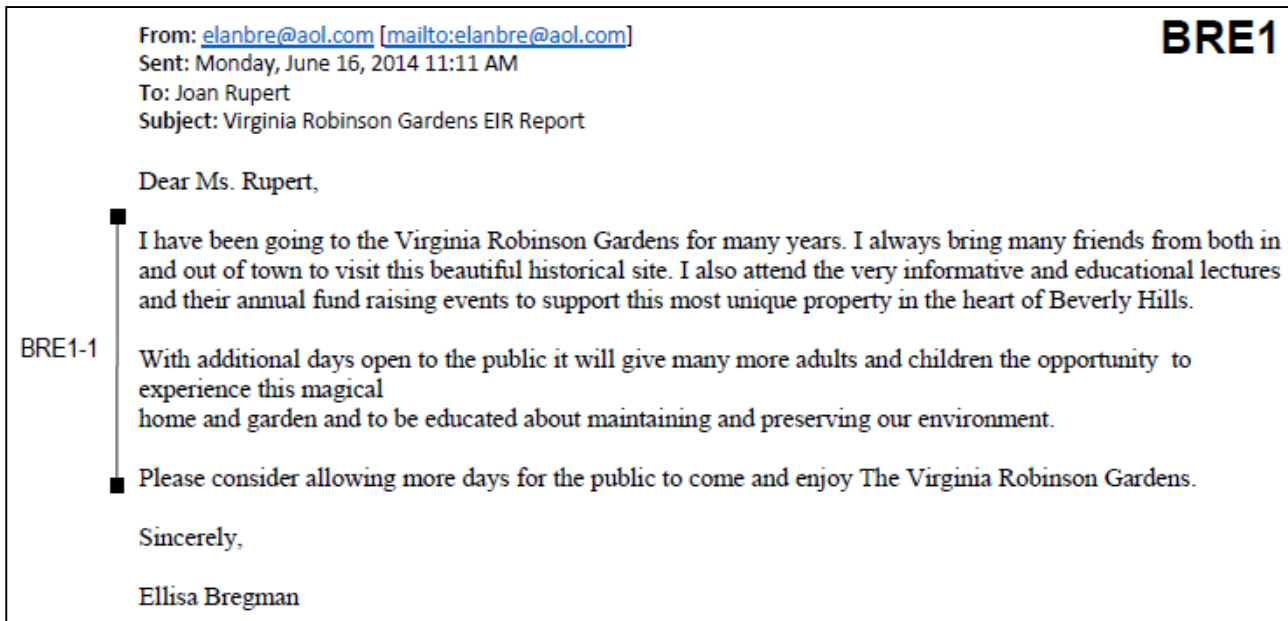 BRE1
From: elanbre@aol.com [mailto:elanbre@aol.com]
Sent: Monday, June 16, 2014 11:11 AM
To: Joan Rupert
Subject: Virginia Robinson Gardens EIR Report
Dear Ms. Rupert,
I have been going to the Virginia Robinson Gardens for many years. I always bring many friends from both in
and out of town to visit this beautiful historical site. I also attend the very informative and educational lectures
and their annual fund raising events to support this most unique property in the heart of Beverly Hills.
BRE1-1
With additional days open to the public it will give many more adults and children the opportunity to
experience this magical
home and garden and to be educated about maintaining and preserving our environment.
Please consider allowing more days for the public to come and enjoy The Virginia Robinson Gardens.
Sincerely,
Ellisa Bregman